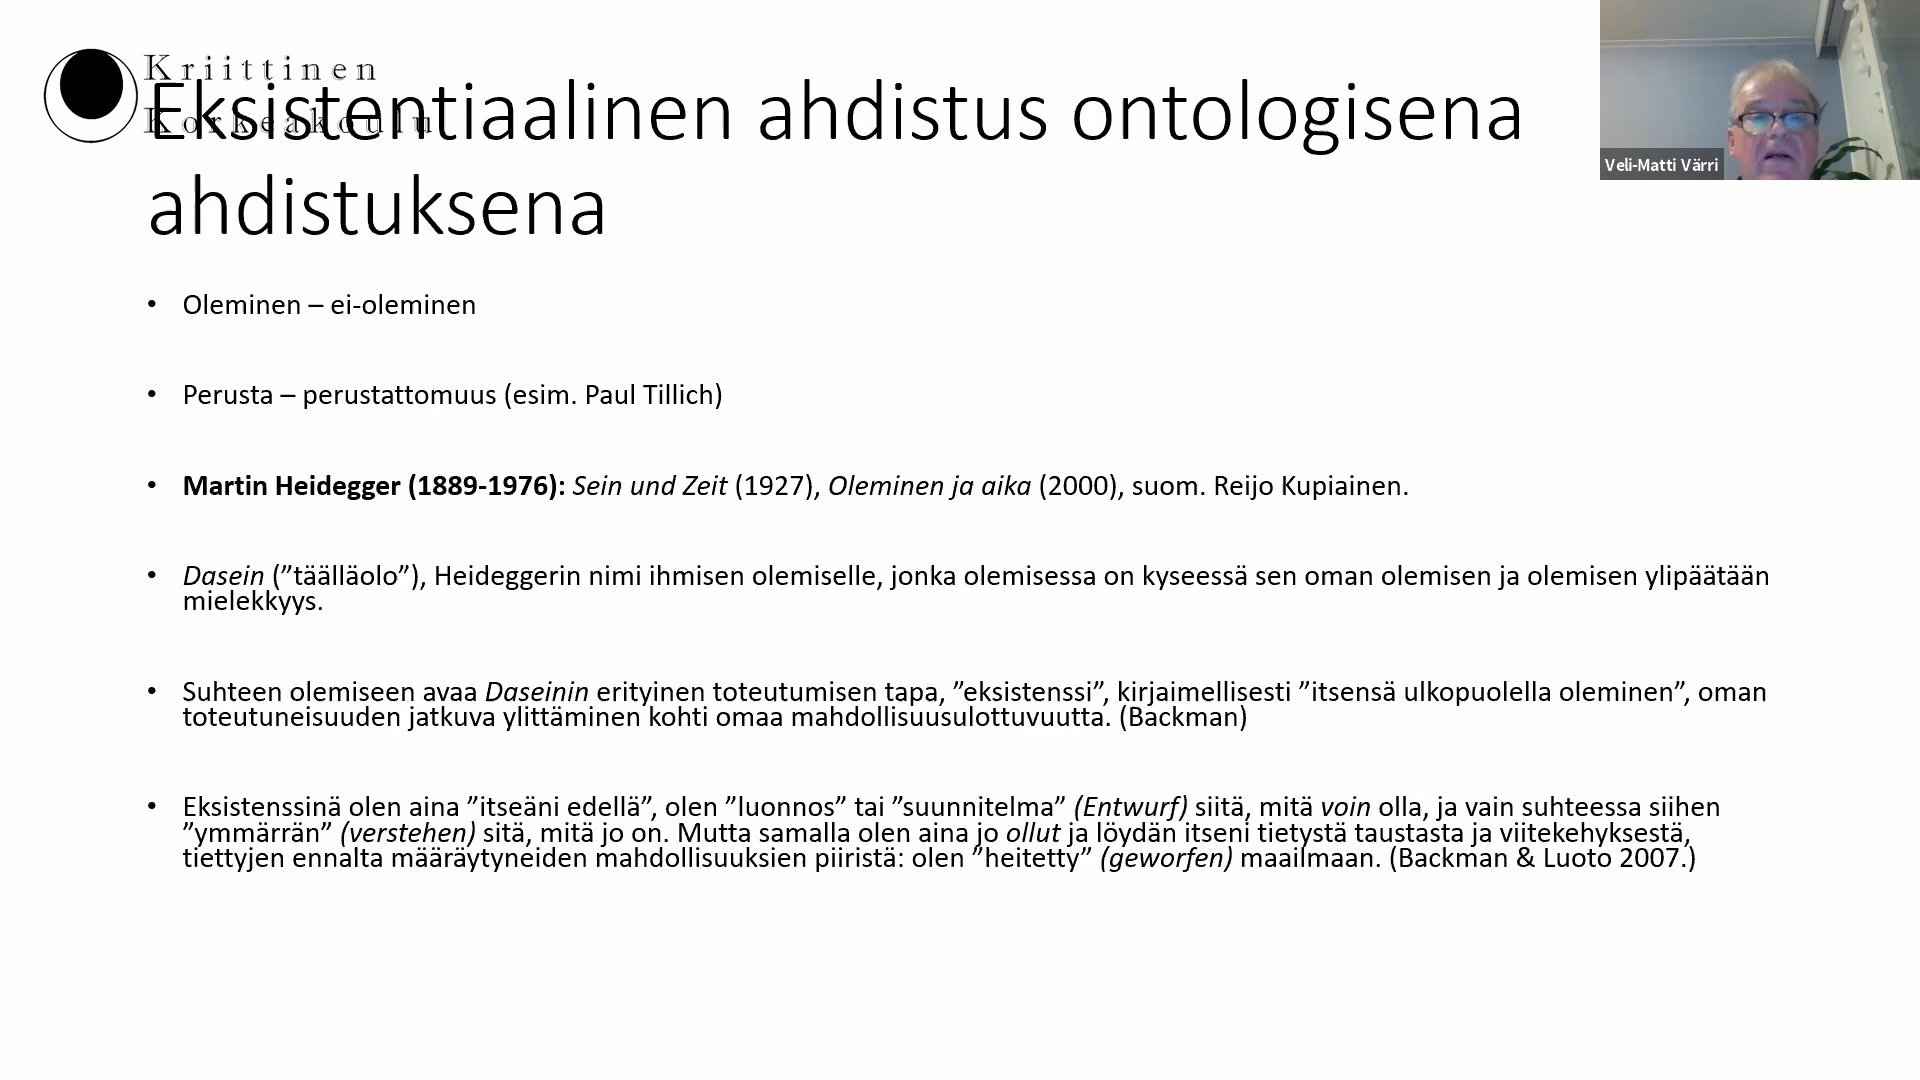 Kriittinen
Korkeakoulu
Eksistentiaalinen ahdistus ontologisena
ahdistuksena
Veli-Matti Värri
• Oleminen – ei-oleminen
• Perusta – perustattomuus (esim. Paul Tillich)
• Martin Heidegger (1889-1976): Sein und Zeit (1927), Oleminen ja aika (2000), suom. Reijo Kupiainen.
• Dasein (”täälläolo”), Heideggerin nimi ihmisen olemiselle, jonka olemisessa on kyseessä sen oman olemisen ja olemisen ylipäätään
mielekkyys.
• Suhteen olemiseen avaa Daseinin erityinen toteutumisen tapa, ”eksistenssi”, kirjaimellisesti ”itsensä ulkopuolella oleminen”, oman
toteutuneisuuden jatkuva ylittäminen kohti omaa mahdollisuusulottuvuutta. (Backman)
• Eksistenssinä olen aina ”itseäni edellä”, olen ”luonnos” tai ”suunnitelma” (Entwurf) siitä, mitä voin olla, ja vain suhteessa siihen
”ymmärrän” (verstehen) sitä, mitä jo on. Mutta samalla olen aina jo ollut ja löydän itseni tietystä taustasta ja viitekehyksestä,
tiettyjen ennalta määräytyneiden mahdollisuuksien piiristä: olen ”heitetty” (geworfen) maailmaan. (Backman & Luoto 2007.)